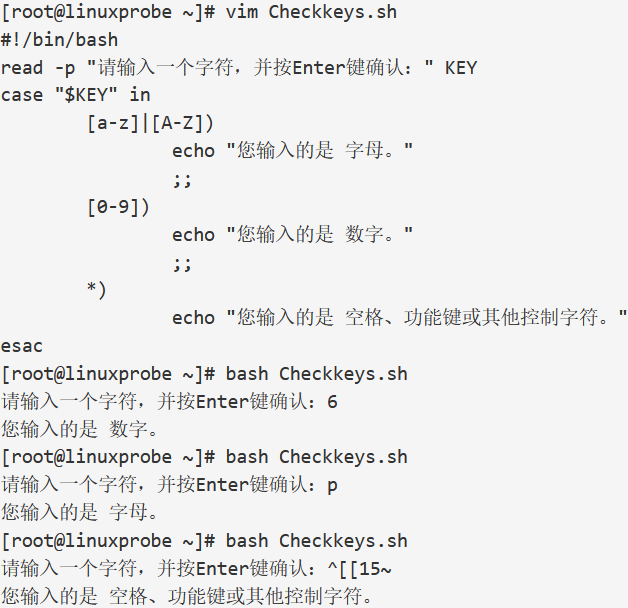 [root@linuxprobe ~]# vim Checkkeys.sh
#!/bin/bash
read -p "请输入一个字符，并按Enter键确认：" KEY
case "$KEY" in
        [a-z]|[A-Z])
                echo "您输入的是 字母。"
                ;;
        [0-9])
                echo "您输入的是 数字。"
                ;;
        *)
                echo "您输入的是 空格、功能键或其他控制字符。"
esac
[root@linuxprobe ~]# bash Checkkeys.sh
请输入一个字符，并按Enter键确认：6
您输入的是 数字。
[root@linuxprobe ~]# bash Checkkeys.sh
请输入一个字符，并按Enter键确认：p
您输入的是 字母。
[root@linuxprobe ~]# bash Checkkeys.sh
请输入一个字符，并按Enter键确认：^[[15~
您输入的是 空格、功能键或其他控制字符。